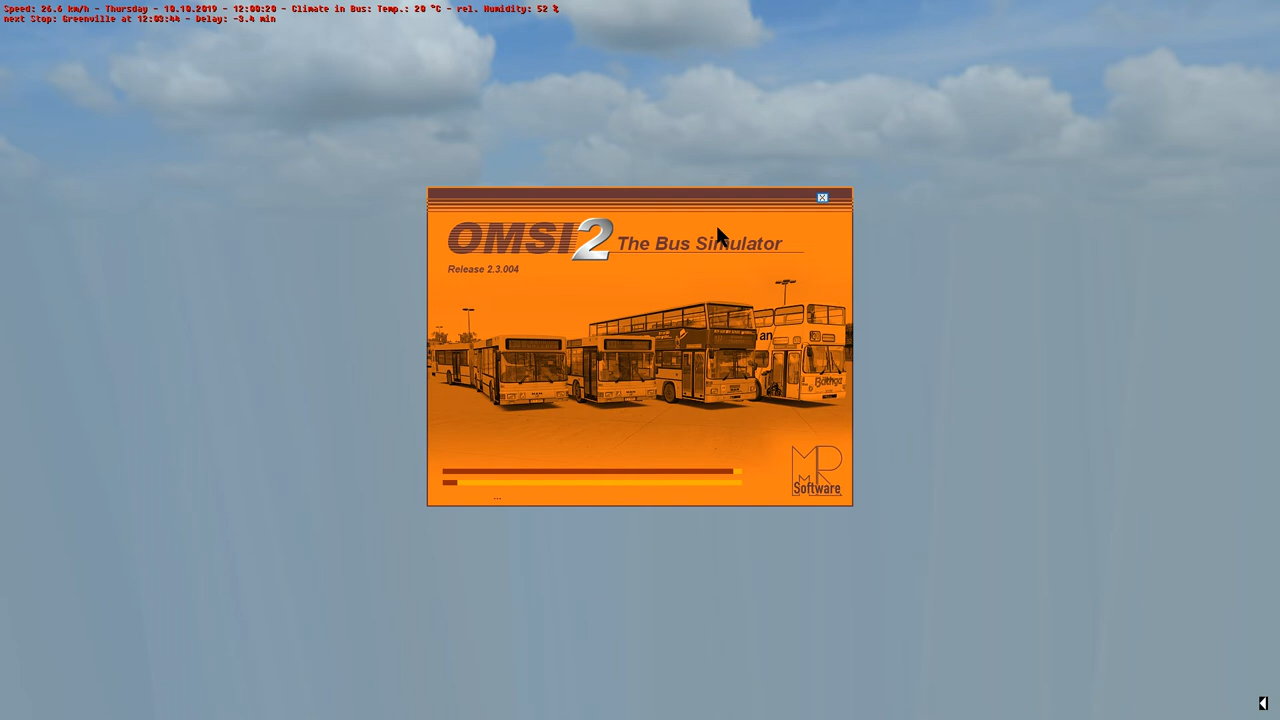 Speed: 26.6 km/h - Thursday - 10.10.2019 - 12:00:20 - Climate in Bus: Temp.: 20 °C - rel. Humidity: 52 %
next Stop: Greenville at 12:03:44 - Delay: -3.4 min
OMSI 2 The Bus Simulator
Release 2.3.004
an
MR
Software
...